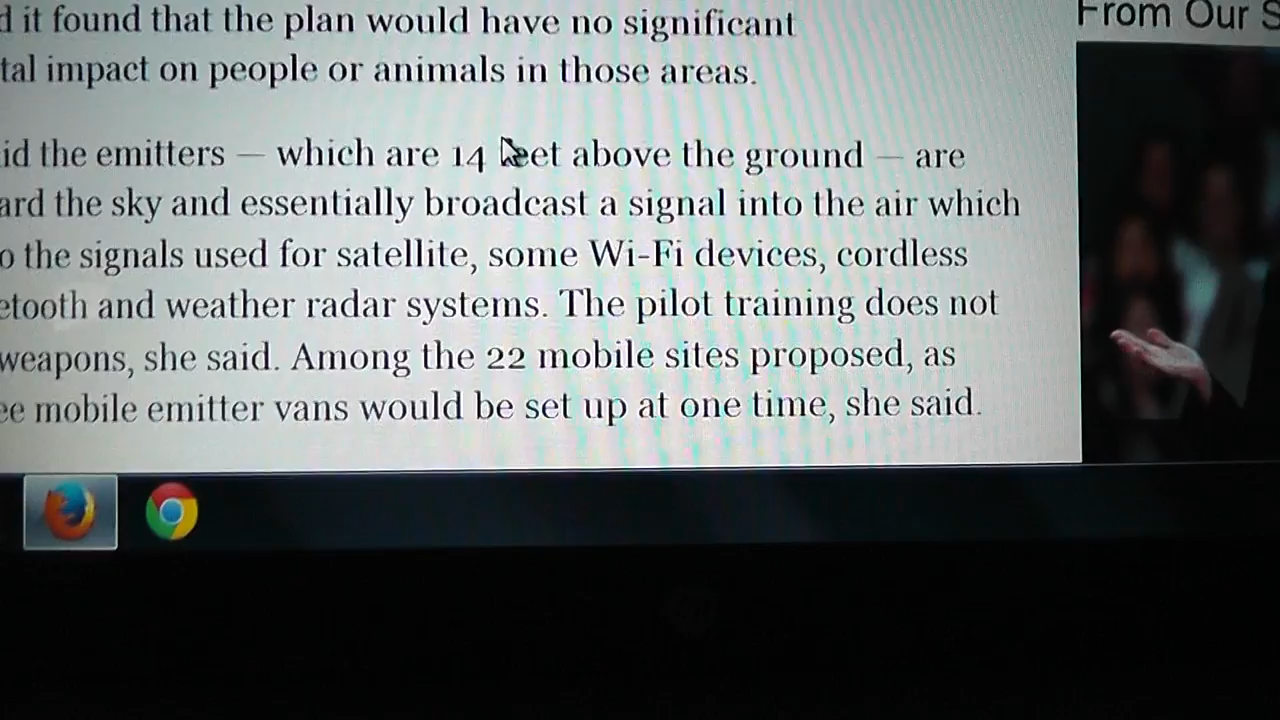 d it found that the plan would have no significant
tal impact on people or animals in those areas.
id the emitters — which are 14 feet above the ground — are
ard the sky and essentially broadcast a signal into the air which
o the signals used for satellite, some Wi-Fi devices, cordless
etooth and weather radar systems. The pilot training does not
weapons, she said. Among the 22 mobile sites proposed, as
ee mobile emitter vans would be set up at one time, she said.
From Our S